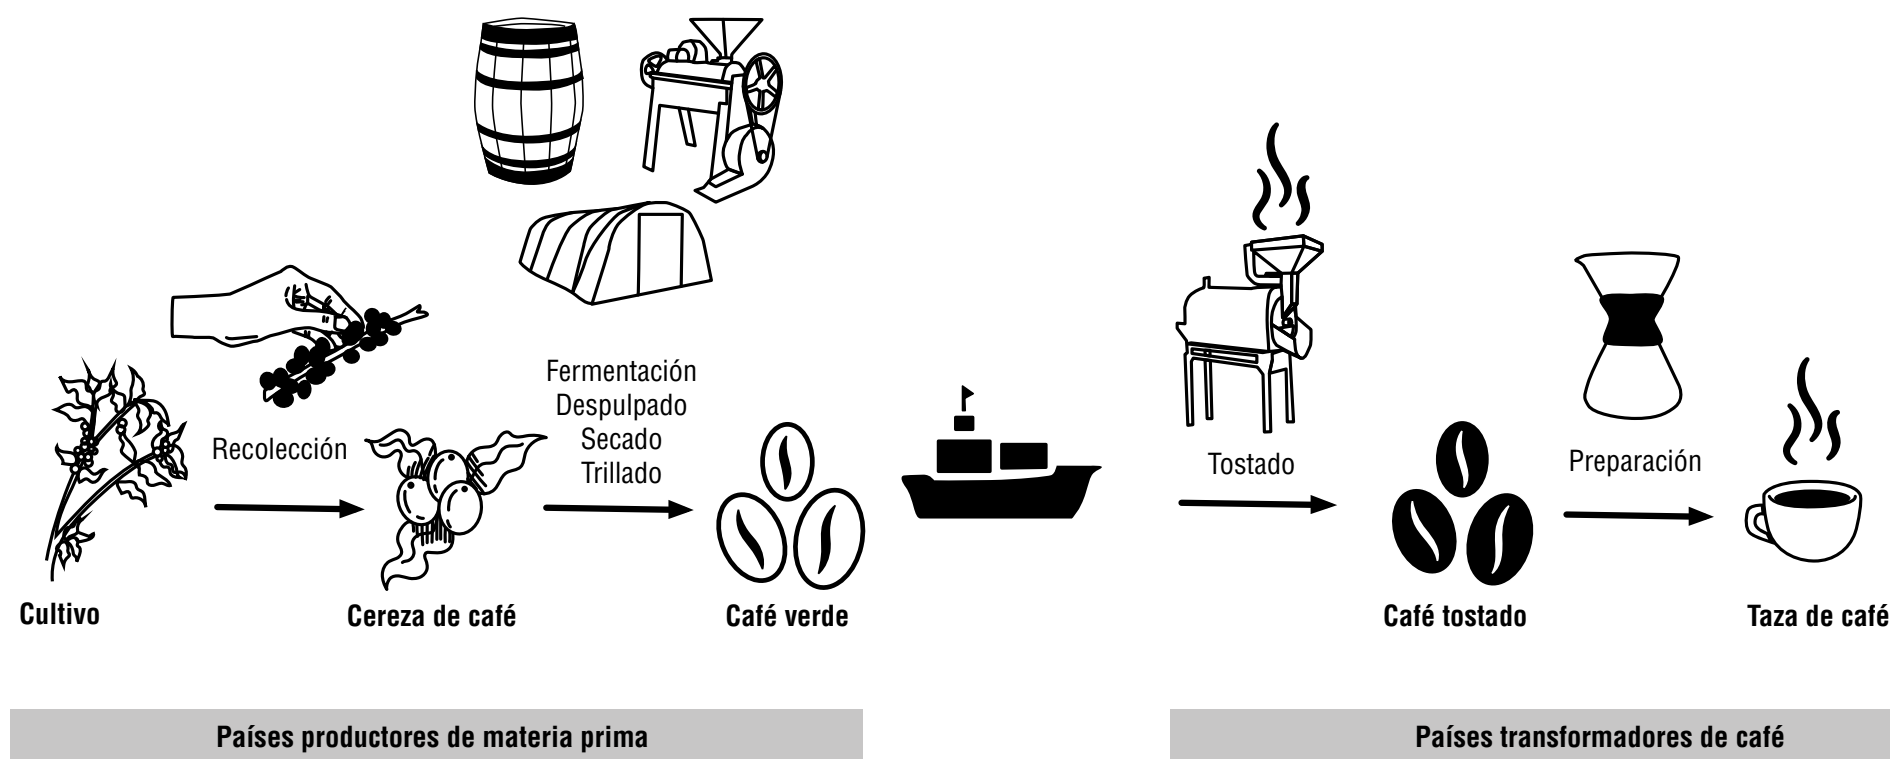 Fermentación
Despulpado
Secado
Trillado
Recolección
Tostado
Preparación
Cultivo
Cereza de café
Café verde
Café tostado
Taza de café
Países productores de materia prima
Países transformadores de café